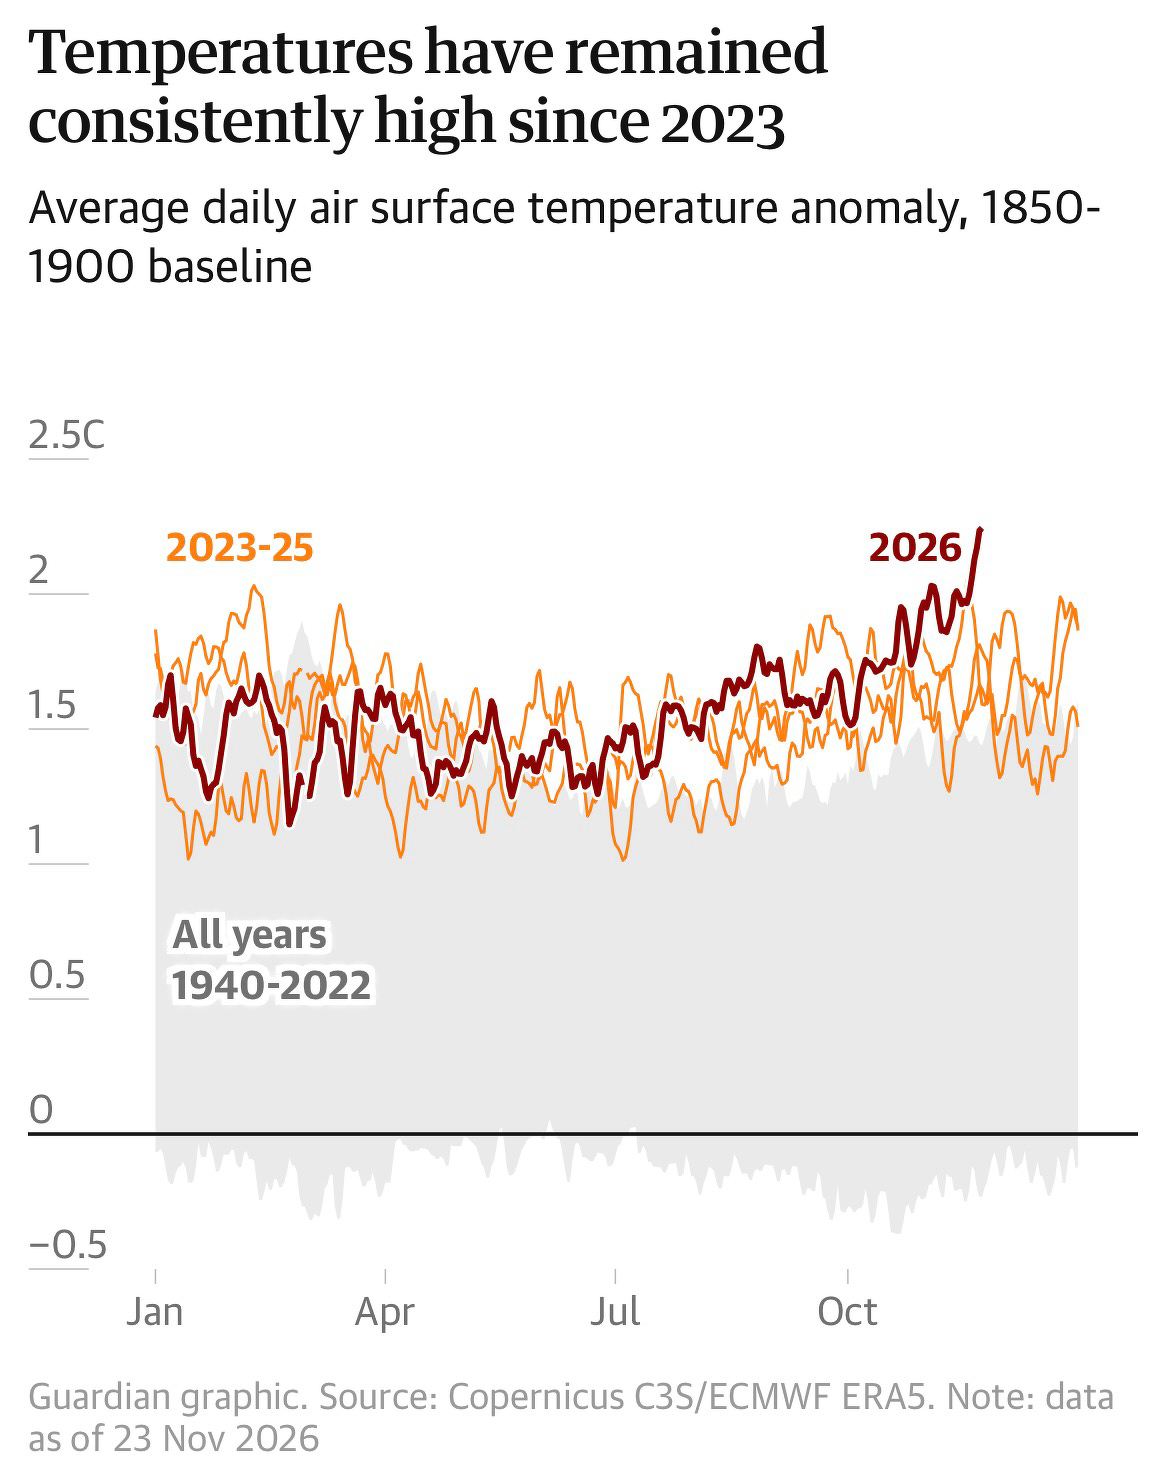 Temperatures have remained
consistently high since 2023
Average daily air surface temperature anomaly, 1850-
1900 baseline
2.5C
2023-25
2026
2
1.5
1
All years
1940-2022
0.5
0
−0.5
Jan
Apr
Jul
Oct
Guardian graphic. Source: Copernicus C3S/ECMWF ERA5. Note: data
as of 23 Nov 2026